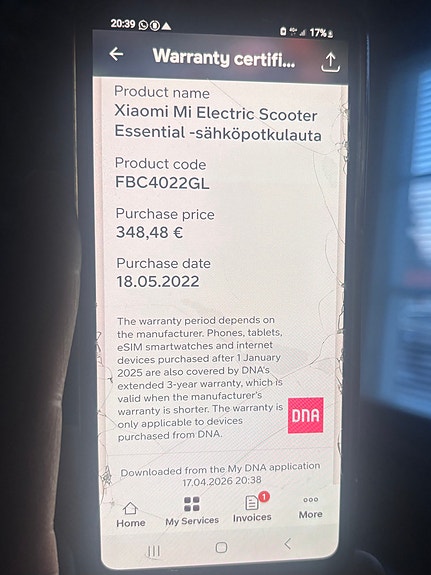 20:39
4G+
17%
Warranty certifi...
Product name
Xiaomi Mi Electric Scooter
Essential -sähköpotkulauta
Product code
FBC4022GL
Purchase price
348,48 €
Purchase date
18.05.2022
The warranty period depends on
the manufacturer. Phones, tablets,
eSIM smartwatches and internet
devices purchased after 1 January
2025 are also covered by DNA's
extended 3-year warranty, which is
valid when the manufacturer's
warranty is shorter. The warranty is
only applicable to devices
purchased from DNA.
DNA
Downloaded from the My DNA application
17.04.2026 20:38
1
Home
My Services
Invoices
More